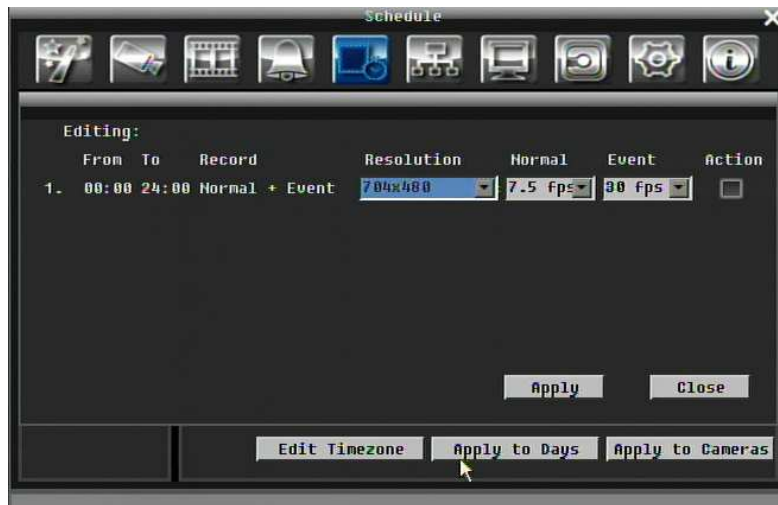 Schedule
X
Editing:
From To Record Resolution Normal Event Action
1. 00:00 24:00 Normal + Event 704x480 7.5 fps 30 fps
Apply Close
Edit Timezone Apply to Days Apply to Cameras